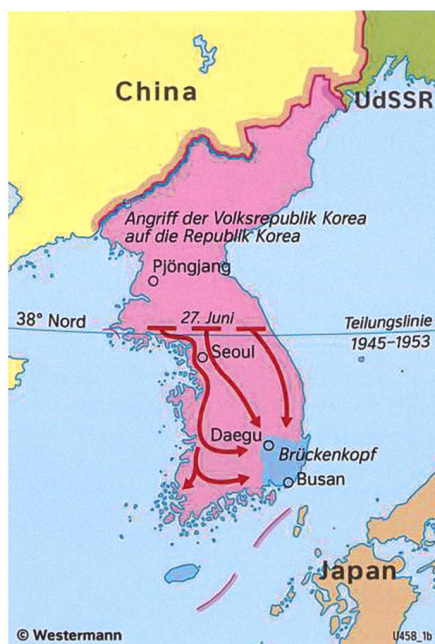 China
UdSSR
Angriff der Volksrepublik Korea
auf die Republik Korea
Pjöngjang
38° Nord
27. Juni
Teilungslinie
1945-1953
Seoul
Daegu
Brückenkopf
Busan
Japan
© Westermann
U458_1b